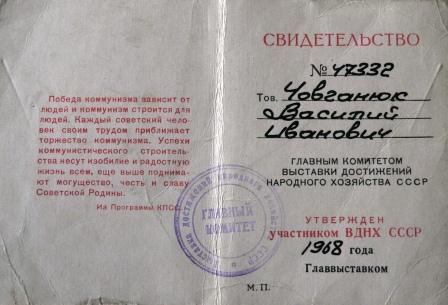 Победа коммунизма зависит от
людей и коммунизм строится для
людей. Каждый советский чело-
век своим трудом приближает
торжество коммунизма. Успехи
коммунистического строитель-
ства несут изобилие и радостную
жизнь всем, еще выше поднима-
ют могущество, честь и славу
Советской Родины.
Из Программы КПСС.
ГЛАВНЫЙ
КОМИТЕТ
СВИДЕТЕЛЬСТВО
№ 47332
Тов. Човганюк
Василий
Иванович
ГЛАВНЫМ КОМИТЕТОМ
ВЫСТАВКИ ДОСТИЖЕНИЙ
НАРОДНОГО ХОЗЯЙСТВА СССР
УТВЕРЖДЕН
участником ВДНХ СССР
1968 года
Главвыставком
М. П.